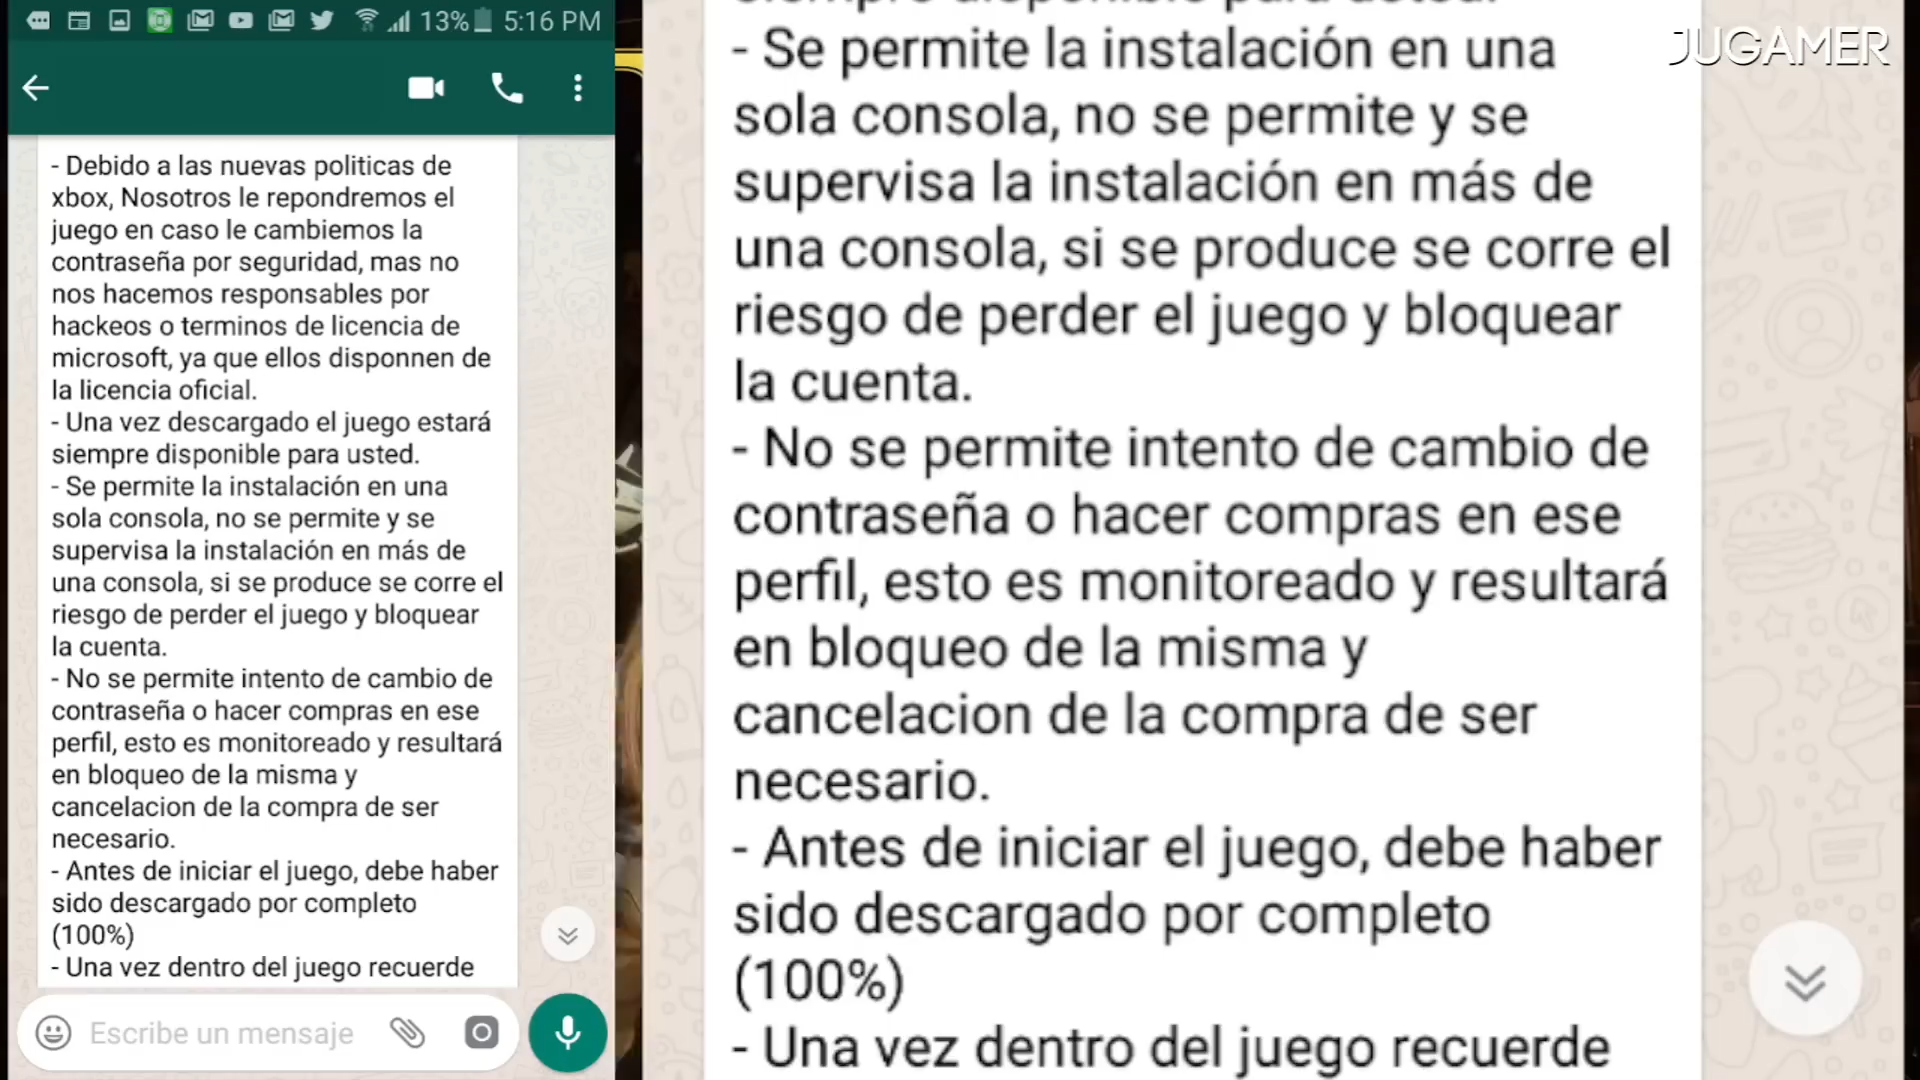 13% 5:16 PM
- Debido a las nuevas politicas de
xbox, Nosotros le repondremos el
juego en caso le cambiemos la
contraseña por seguridad, mas no
nos hacemos responsables por
hackeos o terminos de licencia de
microsoft, ya que ellos disponnen de
la licencia oficial.
- Una vez descargado el juego estará
siempre disponible para usted.
- Se permite la instalación en una
sola consola, no se permite y se
supervisa la instalación en más de
una consola, si se produce se corre el
riesgo de perder el juego y bloquear
la cuenta.
- No se permite intento de cambio de
contraseña o hacer compras en ese
perfil, esto es monitoreado y resultará
en bloqueo de la misma y
cancelacion de la compra de ser
necesario.
- Antes de iniciar el juego, debe haber
sido descargado por completo
(100%)
- Una vez dentro del juego recuerde
Escribe un mensaje
siempre disponible para usted.
- Se permite la instalación en una
sola consola, no se permite y se
supervisa la instalación en más de
una consola, si se produce se corre el
riesgo de perder el juego y bloquear
la cuenta.
- No se permite intento de cambio de
contraseña o hacer compras en ese
perfil, esto es monitoreado y resultará
en bloqueo de la misma y
cancelacion de la compra de ser
necesario.
- Antes de iniciar el juego, debe haber
sido descargado por completo
(100%)
- Una vez dentro del juego recuerde
JUGAMER